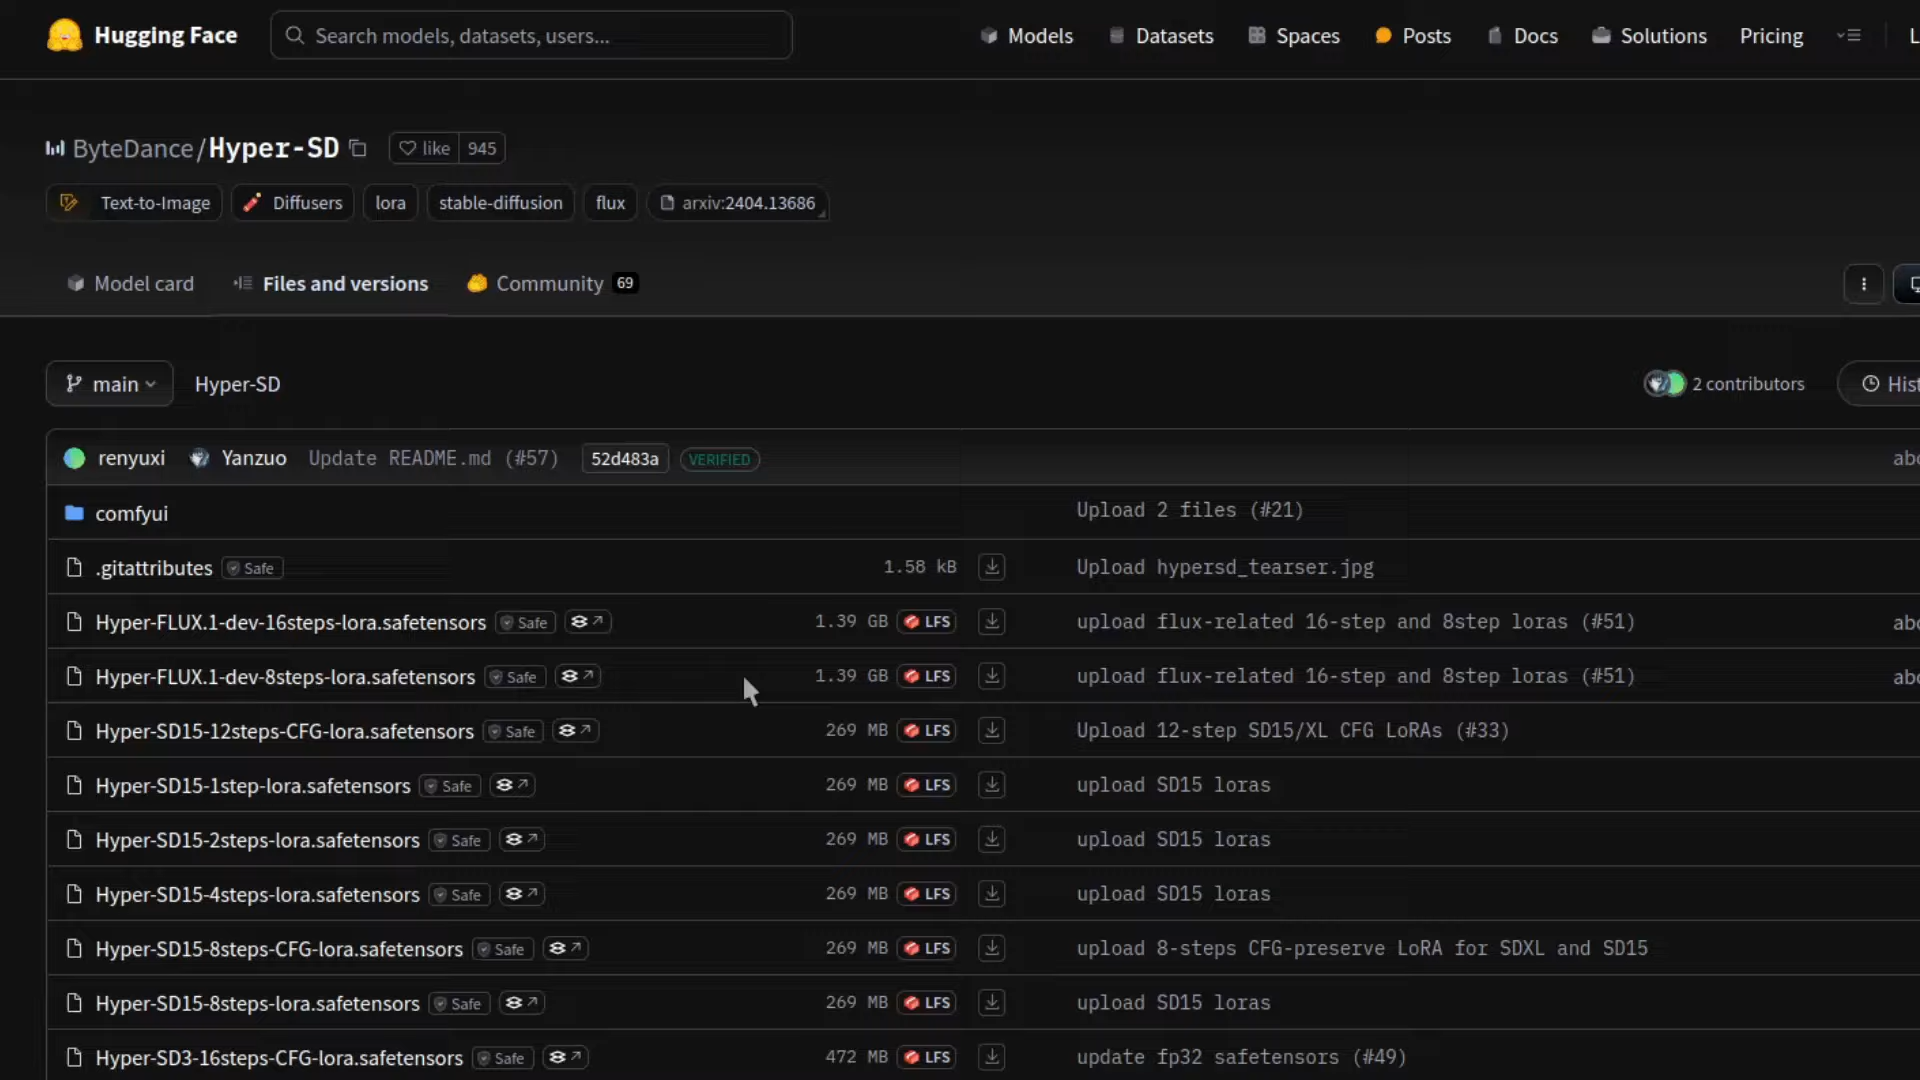 Hugging Face
Search models, datasets, users...
Models
Datasets
Spaces
Posts
Docs
Solutions
Pricing
ByteDance/Hyper-SD
like 945
Text-to-Image
Diffusers
lora
stable-diffusion
flux
arxiv:2404.13686
Model card
Files and versions
Community 69
main
Hyper-SD
2 contributors
renyuxi Yanzuo Update README.md (#57) 52d483a VERIFIED
comfyui Upload 2 files (#21)
.gitattributes Safe 1.58 kB Upload hypersd_tearser.jpg
Hyper-FLUX.1-dev-16steps-lora.safetensors Safe 1.39 GB LFS upload flux-related 16-step and 8step loras (#51)
Hyper-FLUX.1-dev-8steps-lora.safetensors Safe 1.39 GB LFS upload flux-related 16-step and 8step loras (#51)
Hyper-SD15-12steps-CFG-lora.safetensors Safe 269 MB LFS Upload 12-step SD15/XL CFG LoRAs (#33)
Hyper-SD15-1step-lora.safetensors Safe 269 MB LFS upload SD15 loras
Hyper-SD15-2steps-lora.safetensors Safe 269 MB LFS upload SD15 loras
Hyper-SD15-4steps-lora.safetensors Safe 269 MB LFS upload SD15 loras
Hyper-SD15-8steps-CFG-lora.safetensors Safe 269 MB LFS upload 8-steps CFG-preserve LoRA for SDXL and SD15
Hyper-SD15-8steps-lora.safetensors Safe 269 MB LFS upload SD15 loras
Hyper-SD3-16steps-CFG-lora.safetensors Safe 472 MB LFS update fp32 safetensors (#49)